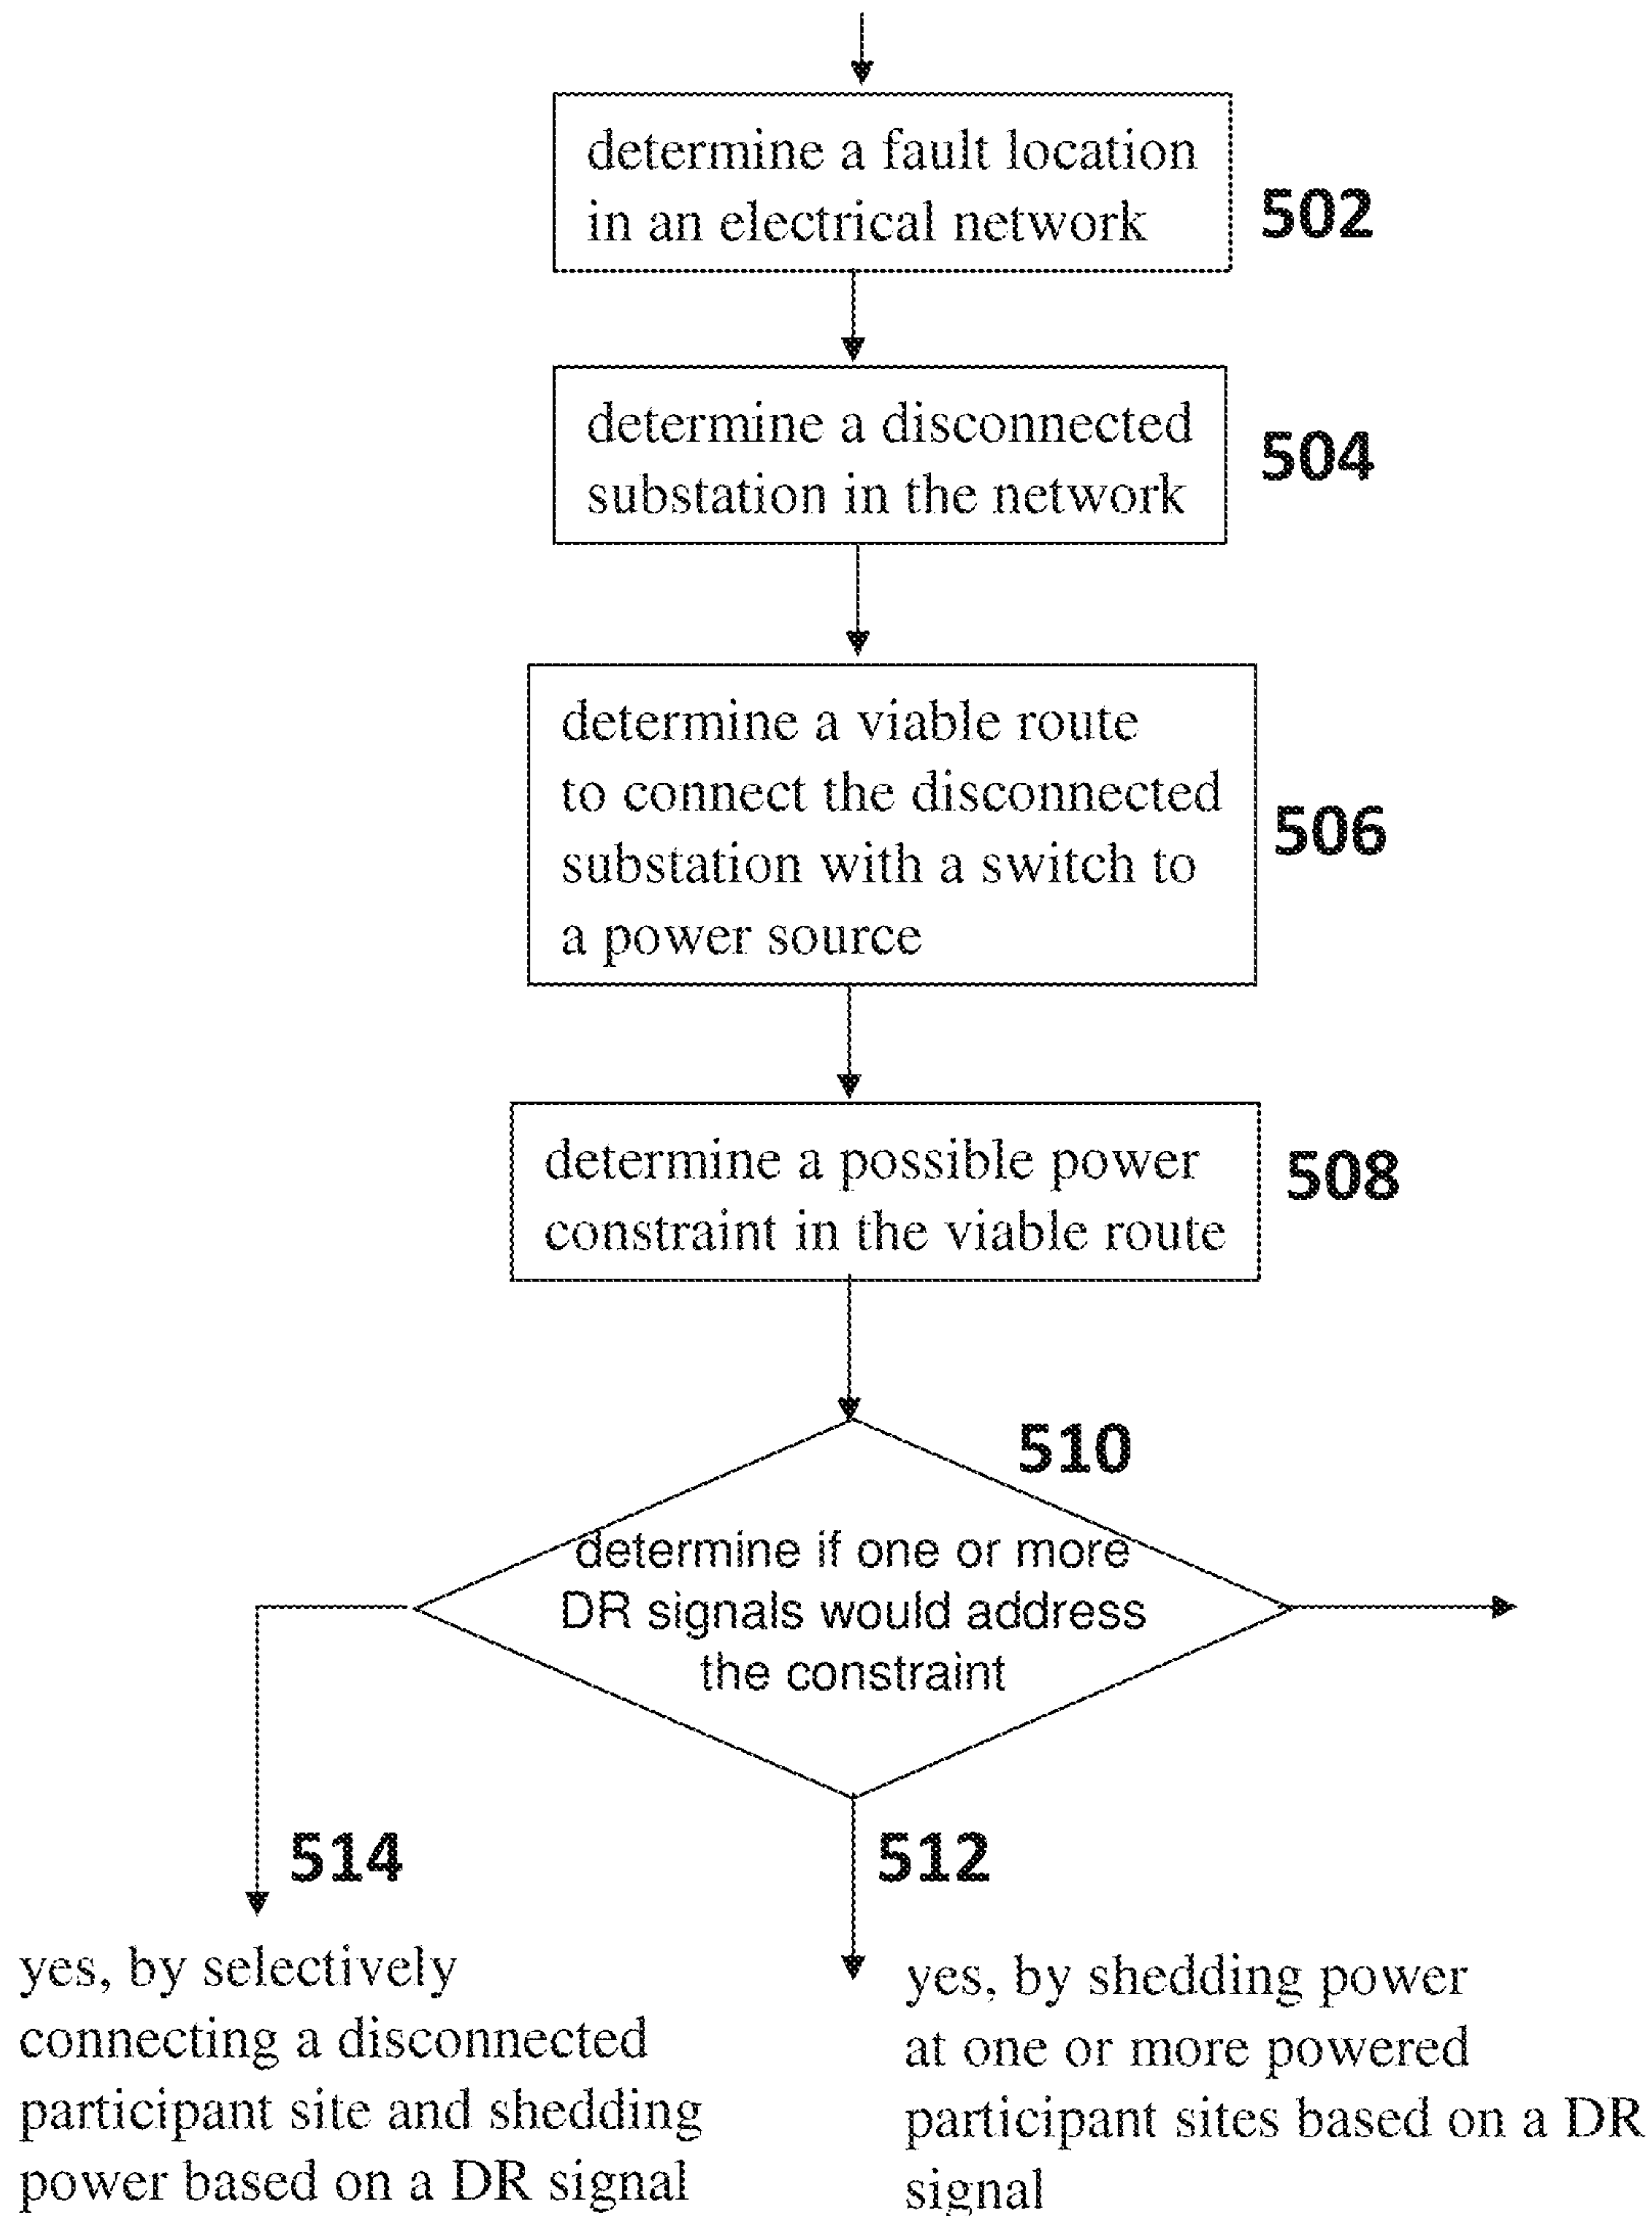 determine a fault location
in an electrical network
502
determine a disconnected
substation in the network
504
determine a viable route
to connect the disconnected
substation with a switch to
a power source
506
determine a possible power
constraint in the viable route
508
510
determine if one or more
DR signals would address
the constraint
514
512
yes, by selectively
connecting a disconnected
participant site and shedding
power based on a DR signal
yes, by shedding power
at one or more powered
participant sites based on a DR
signal